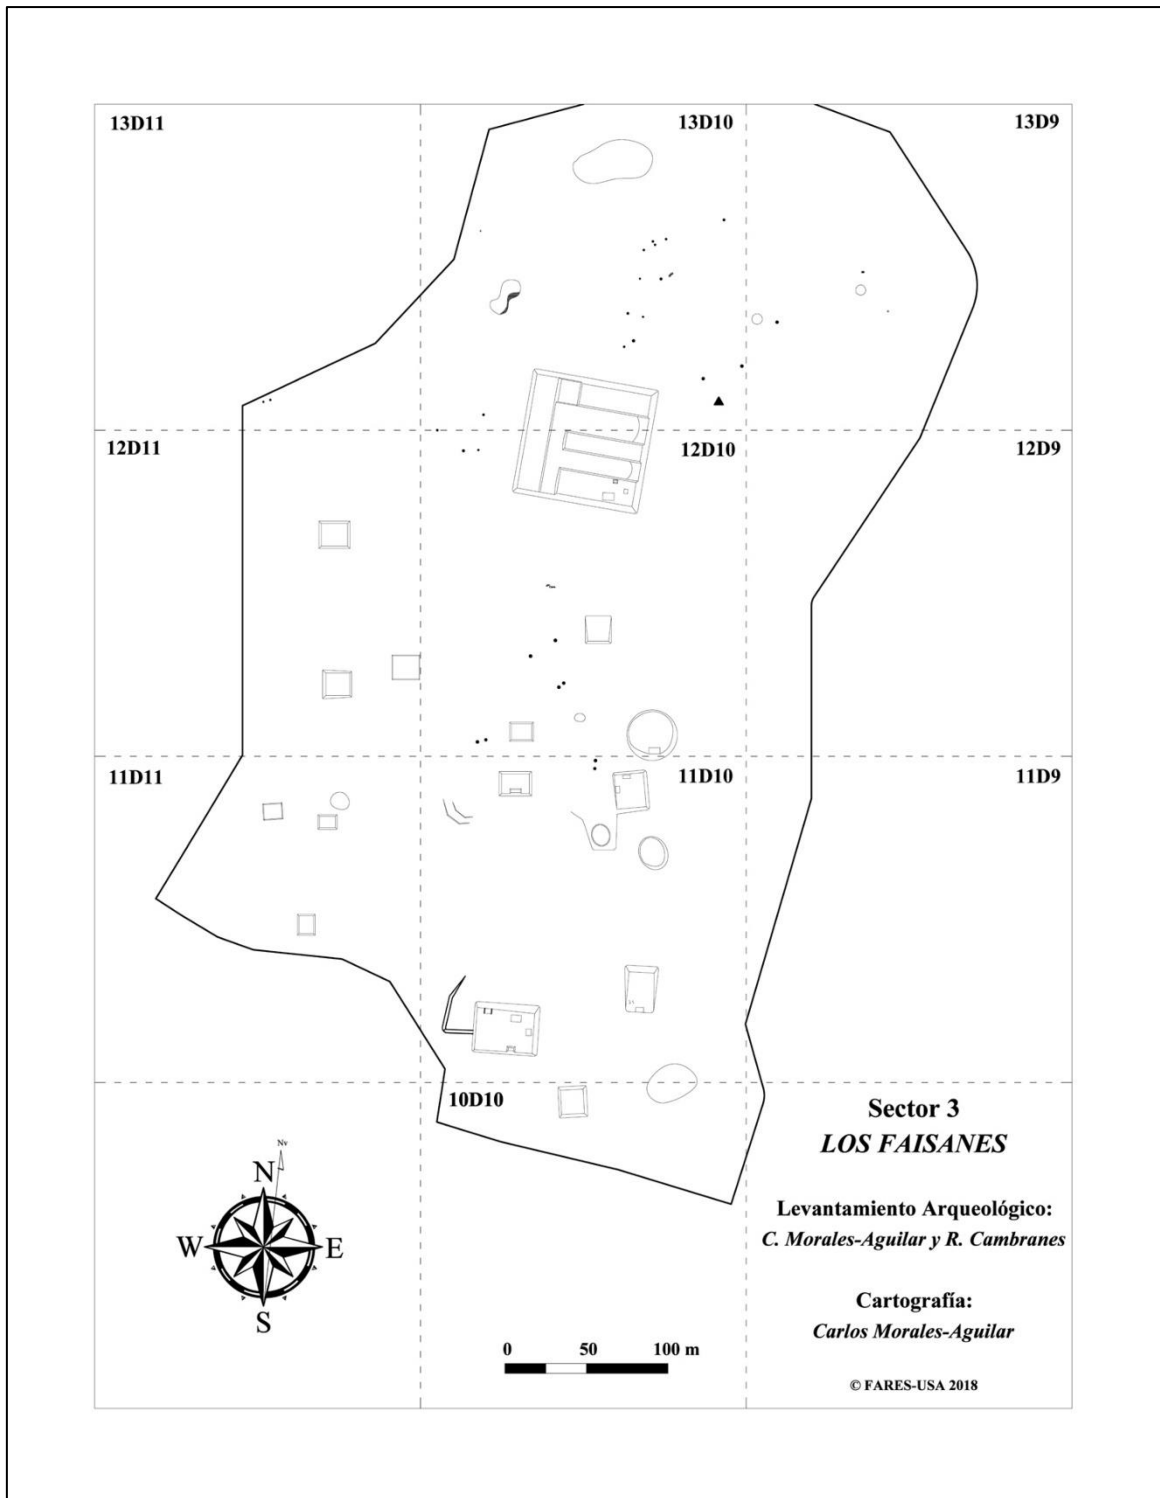 13D11
13D10
13D9
12D11
12D10
12D9
11D11
11D10
11D9
10D10
Sector 3
LOS FAISANES
Nv
N
W
E
S
Levantamiento Arqueológico:
C. Morales-Aguilar y R. Cambranes
Cartografía:
Carlos Morales-Aguilar
0 50 100 m
© FARES-USA 2018